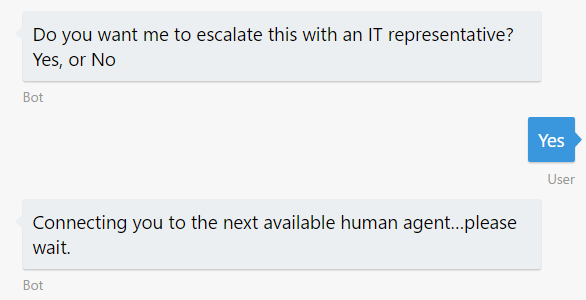 Do you want me to escalate this with an IT representative?
Yes, or No
Bot
Yes
User
Connecting you to the next available human agent...please
wait.
Bot